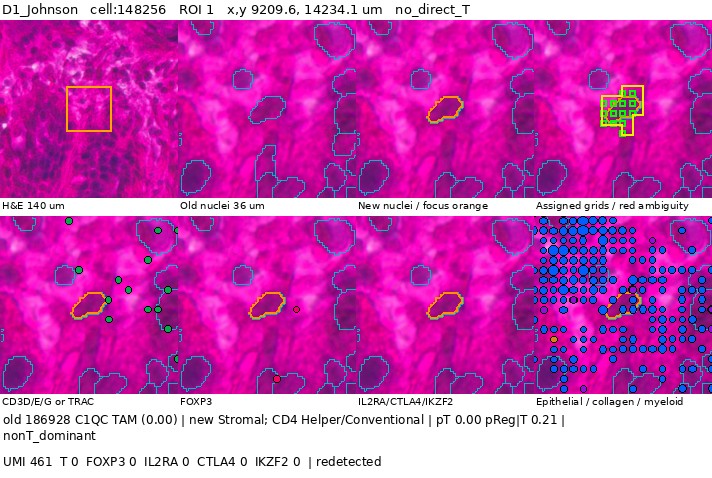 D1_Johnson cell:148256 ROI 1 x,y 9209.6, 14234.1 um no_direct_T
H&E 140 um
Old nuclei 36 um
New nuclei / focus orange
Assigned grids / red ambiguity
CD3D/E/G or TRAC
FOXP3
IL2RA/CTLA4/IKZF2
Epithelial / collagen / myeloid
old 186928 C1QC TAM (0.00) | new Stromal; CD4 Helper/Conventional | pT 0.00 pReg|T 0.21 |
nonT_dominant
UMI 461 T 0 FOXP3 0 IL2RA 0 CTLA4 0 IKZF2 0 | redetected